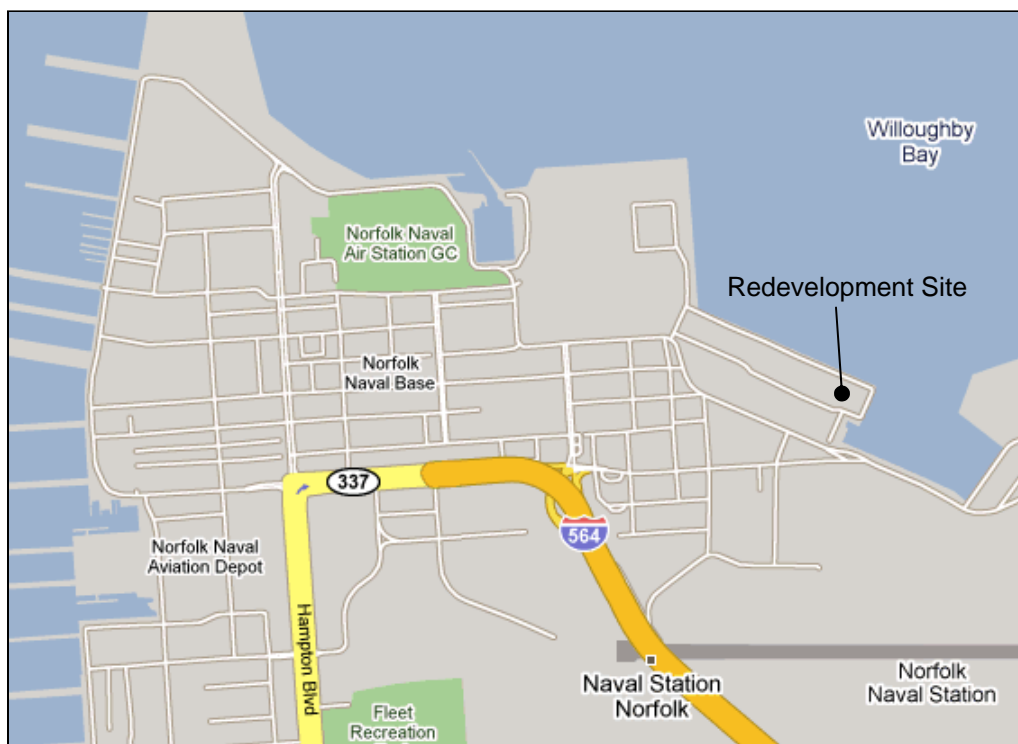 Willoughby
Bay
Norfolk Naval
Air Station GC
Redevelopment Site
Norfolk
Naval Base
337
564
Norfolk Naval
Aviation Depot
Hampton Blvd
Naval Station
Norfolk
Norfolk
Naval Station
Fleet
Recreation